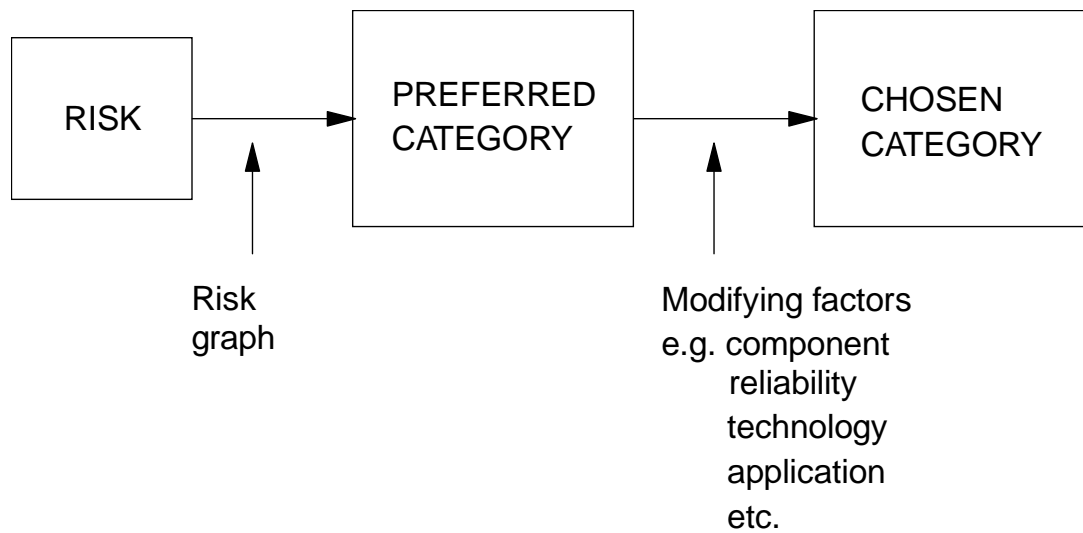 RISK
PREFERRED
CATEGORY
CHOSEN
CATEGORY
Risk
graph
Modifying factors
e.g. component
reliability
technology
application
etc.